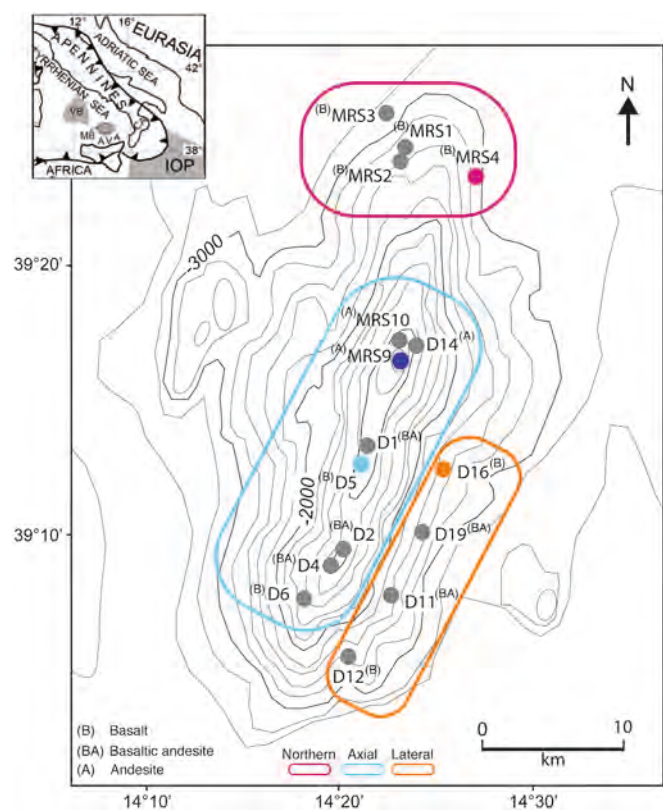 12° 16°
EURASIA
ADRIATIC SEA
42°
APENNINES
TYRRHENIAN SEA
VB
MB
AVA
CA
38°
IOP
AFRICA
N
(B)MRS3
(B)MRS1
(B)MRS4
(B)MRS2
39°20'
-3000
(A)MRS10
D14(A)
(A)MRS9
D1(BA)
D16(B)
(B)D5
-2000
39°10'
(BA)D2
D19(BA)
(BA)D4
(B)D6
D11(BA)
D12(B)
(B) Basalt
(BA) Basaltic andesite
(A) Andesite
Northern Axial Lateral
0 10
km
14°10' 14°20' 14°30'